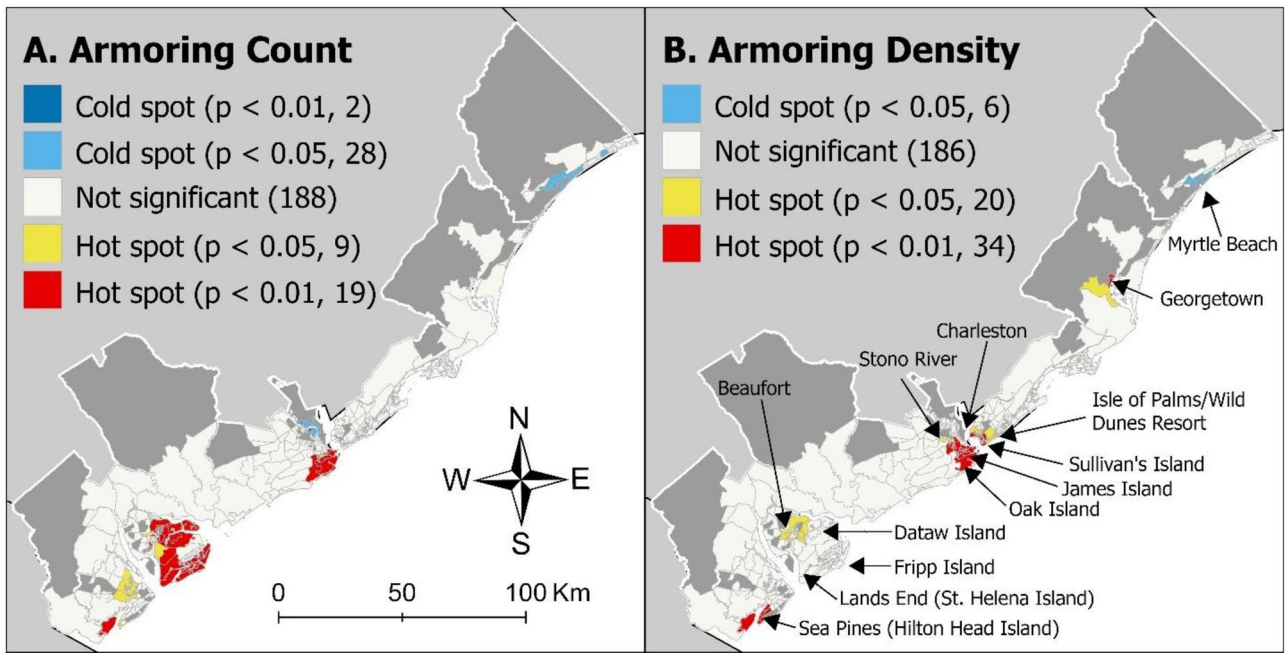 A. Armoring Count
Cold spot (p < 0.01, 2)
Cold spot (p < 0.05, 28)
Not significant (188)
Hot spot (p < 0.05, 9)
Hot spot (p < 0.01, 19)
N
W
E
S
0
50
100 Km
B. Armoring Density
Cold spot (p < 0.05, 6)
Not significant (186)
Hot spot (p < 0.05, 20)
Hot spot (p < 0.01, 34)
Myrtle Beach
Georgetown
Charleston
Stono River
Beaufort
Isle of Palms/Wild
Dunes Resort
Sullivan's Island
James Island
Oak Island
Dataw Island
Fripp Island
Lands End (St. Helena Island)
Sea Pines (Hilton Head Island)